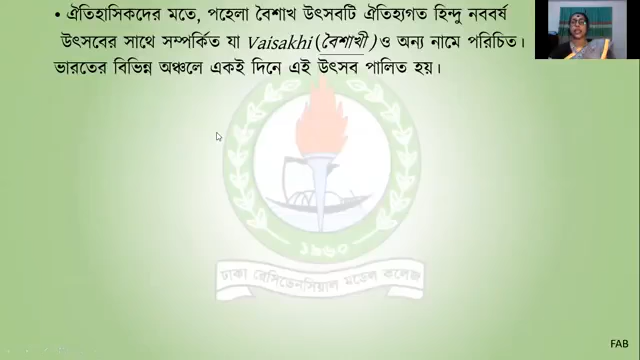 • ঐতিহাসিকদের মতে, পহেলা বৈশাখ উৎসবটি ঐতিহ্যগত হিন্দু নববর্ষ
উৎসবের সাথে সম্পর্কিত যা Vaisakhi (বৈশাখী) ও অন্য নামে পরিচিত।
ভারতের বিভিন্ন অঞ্চলে একই দিনে এই উৎসব পালিত হয়।
১৯৬০
ঢাকা রেসিডেনসিয়াল মডেল কলেজ
FAB